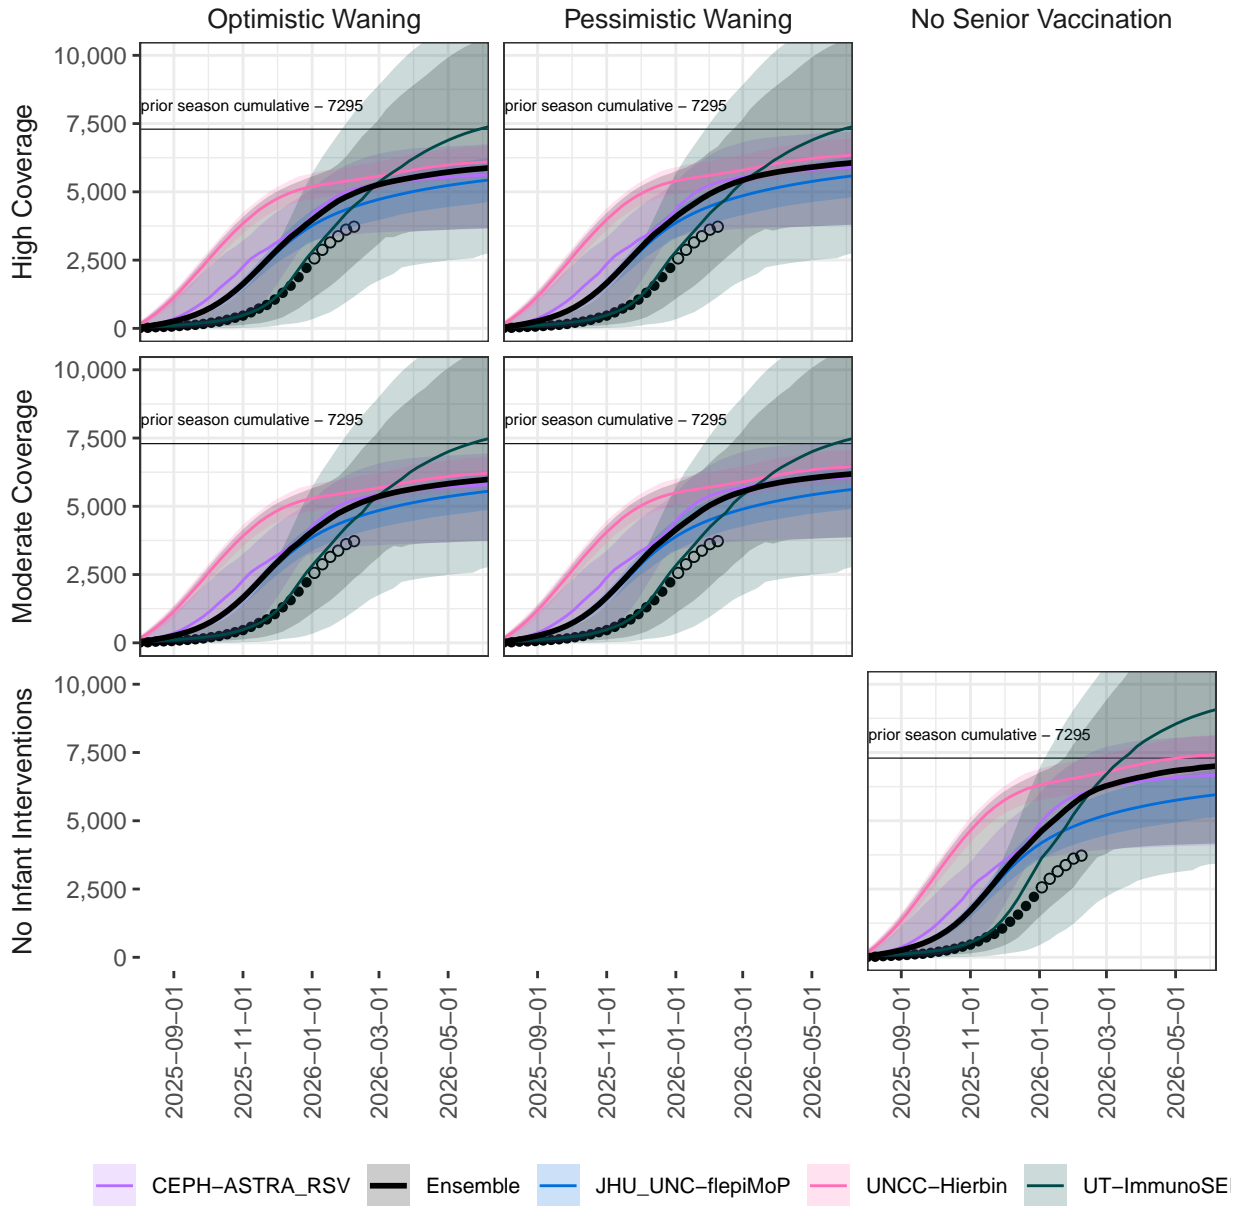 Optimistic Waning
Pessimistic Waning
No Senior Vaccination
High Coverage
10,000
7,500
5,000
2,500
0
prior season cumulative − 7295
prior season cumulative − 7295
Moderate Coverage
10,000
7,500
5,000
2,500
0
prior season cumulative − 7295
prior season cumulative − 7295
No Infant Interventions
10,000
7,500
5,000
2,500
0
prior season cumulative − 7295
2025−09−01
2025−11−01
2026−01−01
2026−03−01
2026−05−01
2025−09−01
2025−11−01
2026−01−01
2026−03−01
2026−05−01
2025−09−01
2025−11−01
2026−01−01
2026−03−01
2026−05−01
CEPH−ASTRA_RSV
Ensemble
JHU_UNC−flepiMoP
UNCC−Hierbin
UT−ImmunoSE